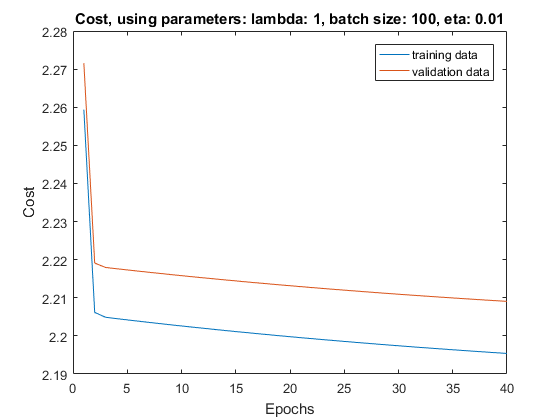 Cost, using parameters: lambda: 1, batch size: 100, eta: 0.01
2.28
2.27
2.26
2.25
2.24
2.23
2.22
2.21
2.2
2.19
Cost
training data
validation data
0 5 10 15 20 25 30 35 40
Epochs